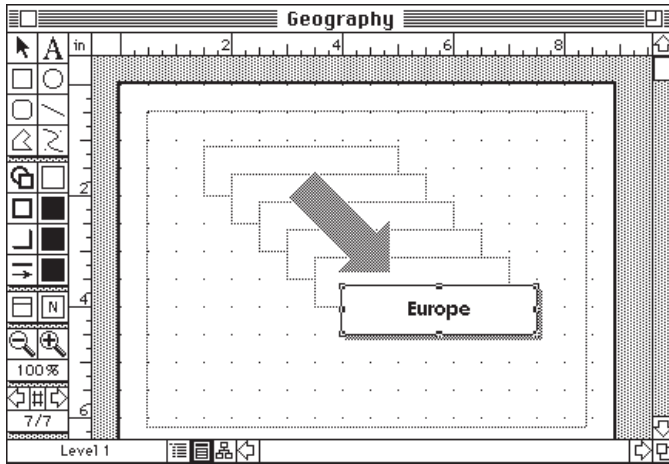 Geography
A in 2 4 6 8
2
4
N
Europe
100%
#
7/7 6
Level 1